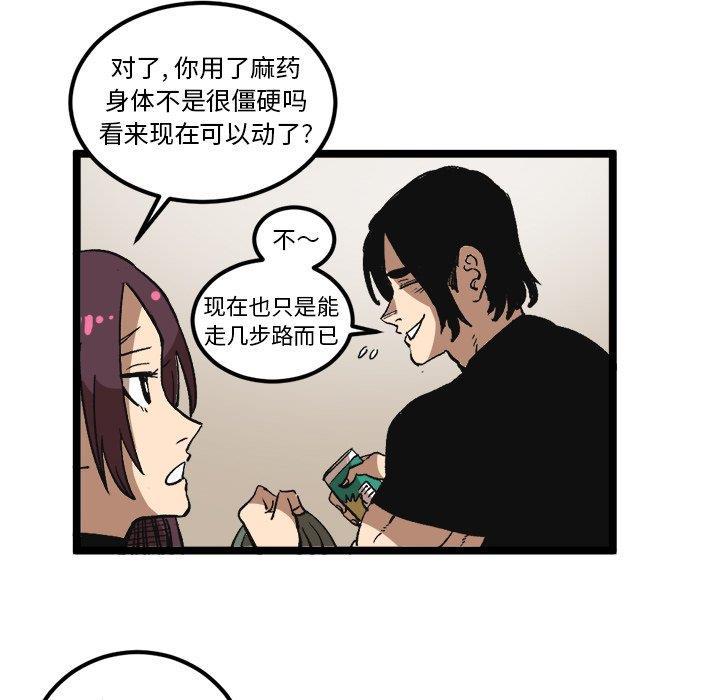 对了, 你用了麻药
身体不是很僵硬吗
看来现在可以动了?
不～
现在也只是能
走几步路而已